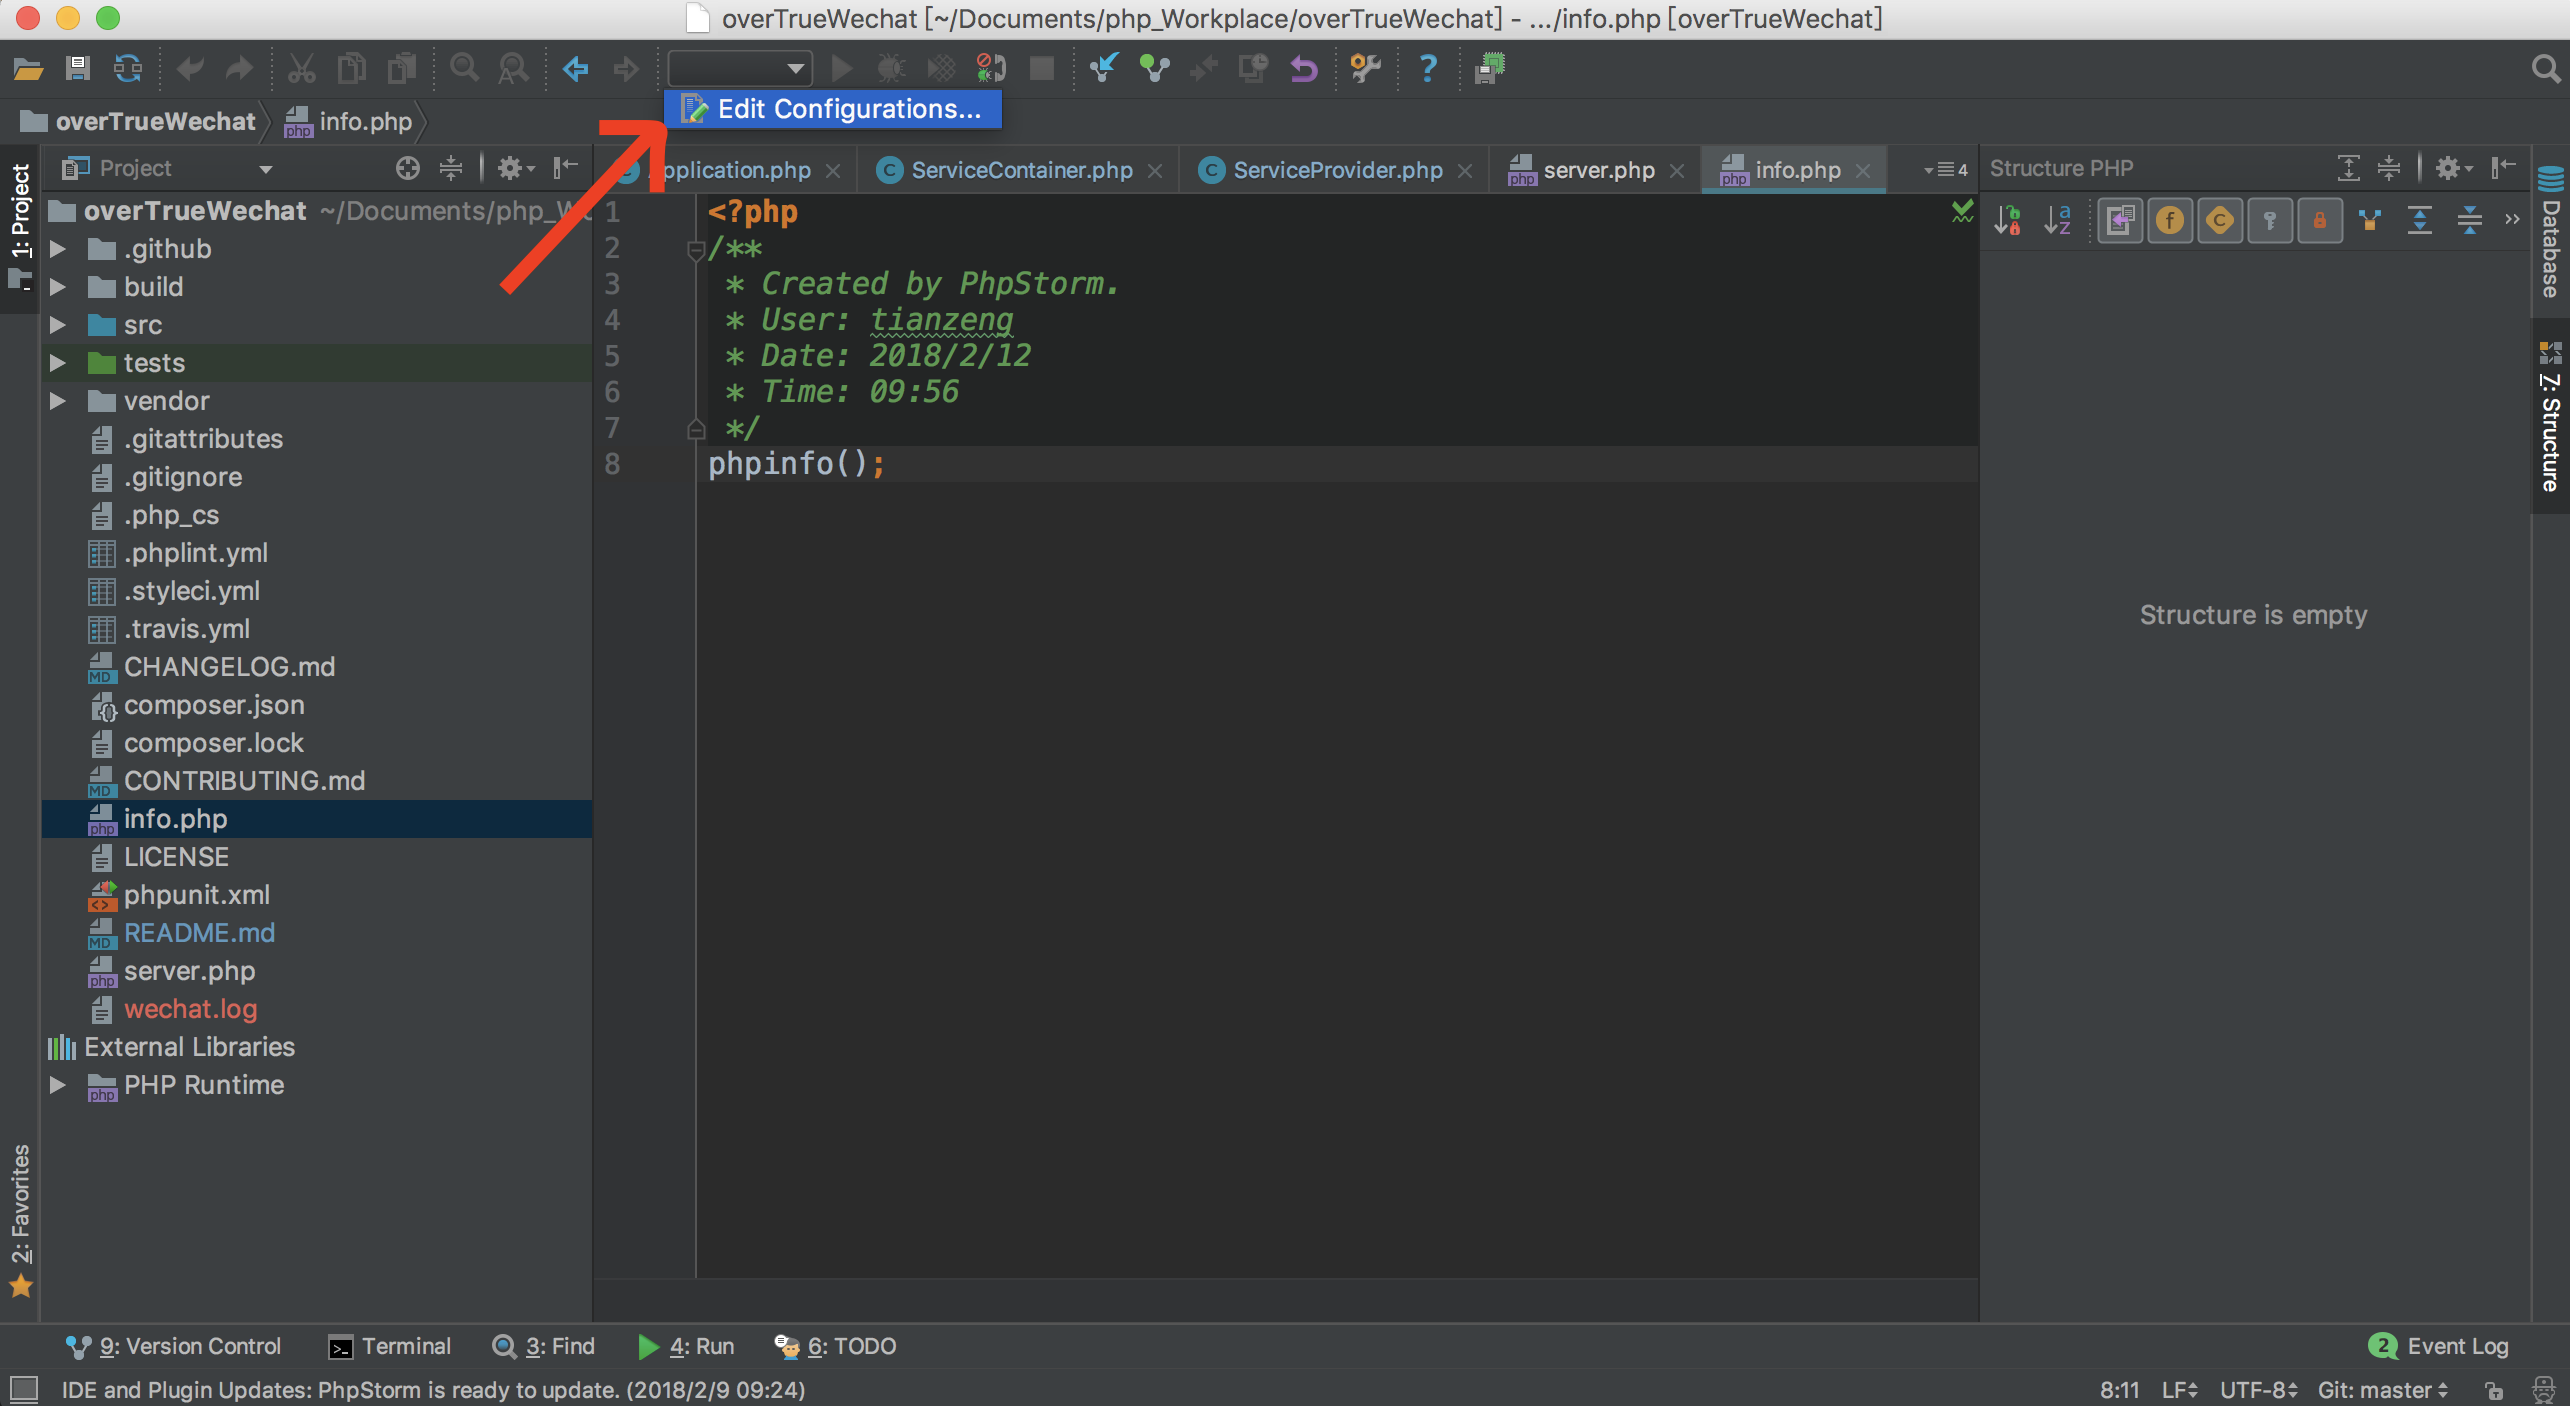 overTrueWechat [~/Documents/php_Workplace/overTrueWechat] - .../info.php [overTrueWechat]
Edit Configurations...
overTrueWechat
info.php
Project
pplication.php
ServiceContainer.php
ServiceProvider.php
server.php
info.php
4
Structure PHP
1: Project
overTrueWechat ~/Documents/php_Wo
.github
build
src
tests
vendor
.gitattributes
.gitignore
.php_cs
.phplint.yml
.styleci.yml
.travis.yml
CHANGELOG.md
composer.json
composer.lock
CONTRIBUTING.md
info.php
LICENSE
phpunit.xml
README.md
server.php
wechat.log
External Libraries
PHP Runtime
1 <?php
2 /**
3 * Created by PhpStorm.
4 * User: tianzeng
5 * Date: 2018/2/12
6 * Time: 09:56
7 */
8 phpinfo();
Structure is empty
Database
7: Structure
2: Favorites
9: Version Control
Terminal
3: Find
4: Run
6: TODO
2 Event Log
IDE and Plugin Updates: PhpStorm is ready to update. (2018/2/9 09:24)
8:11
LF
UTF-8
Git: master